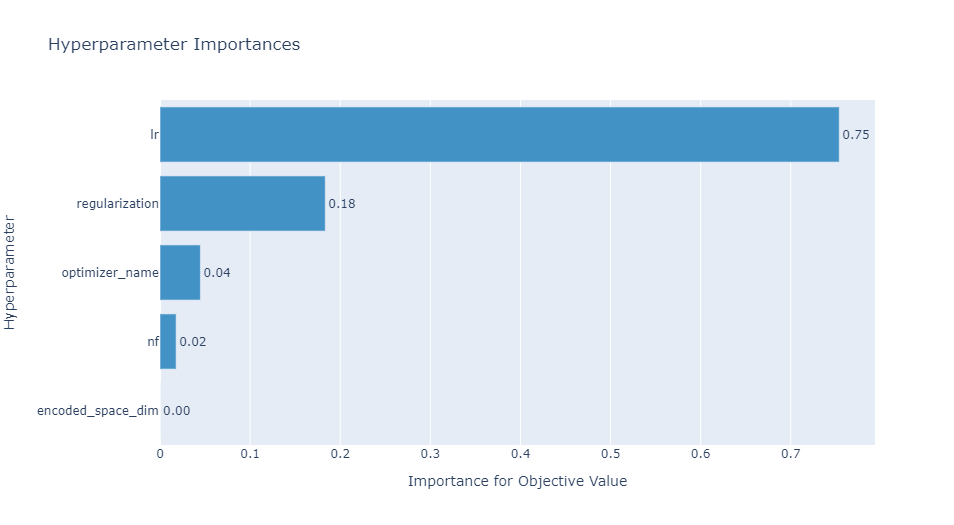 Hyperparameter Importances
Hyperparameter
lr 0.75
regularization 0.18
optimizer_name 0.04
nf 0.02
encoded_space_dim 0.00
0 0.1 0.2 0.3 0.4 0.5 0.6 0.7
Importance for Objective Value